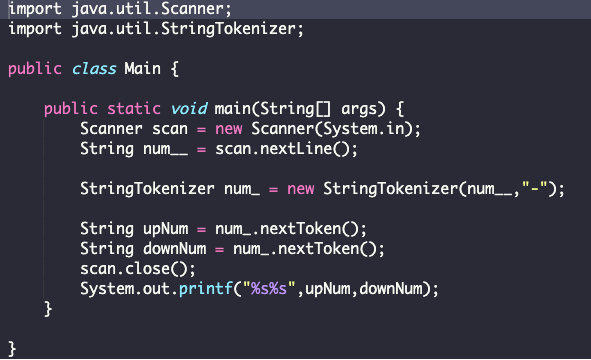 import java.util.Scanner;
import java.util.StringTokenizer;

public class Main {

    public static void main(String[] args) {
        Scanner scan = new Scanner(System.in);
        String num__ = scan.nextLine();

        StringTokenizer num_ = new StringTokenizer(num__,"-");

        String upNum = num_.nextToken();
        String downNum = num_.nextToken();
        scan.close();
        System.out.printf("%s%s",upNum,downNum);
    }

}